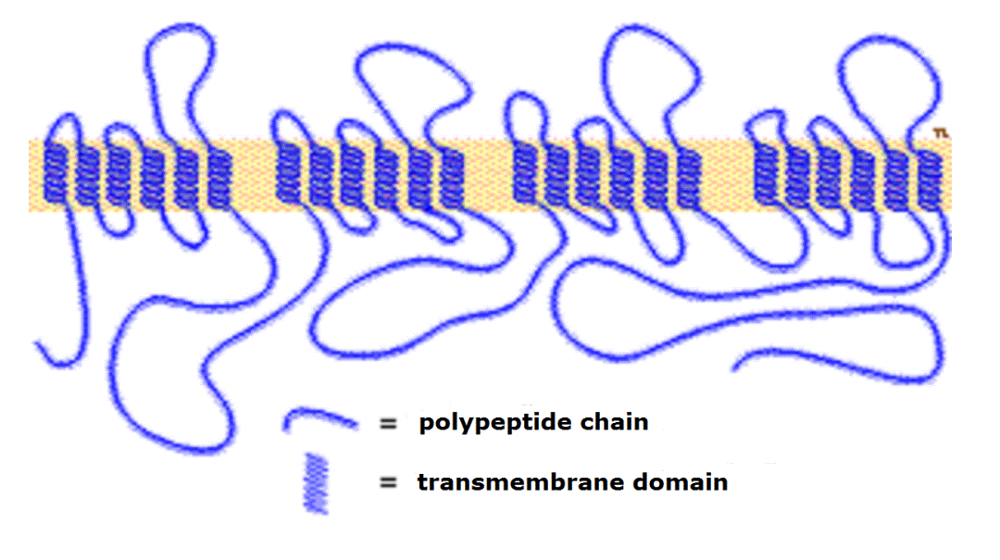 π
= polypeptide chain
= transmembrane domain